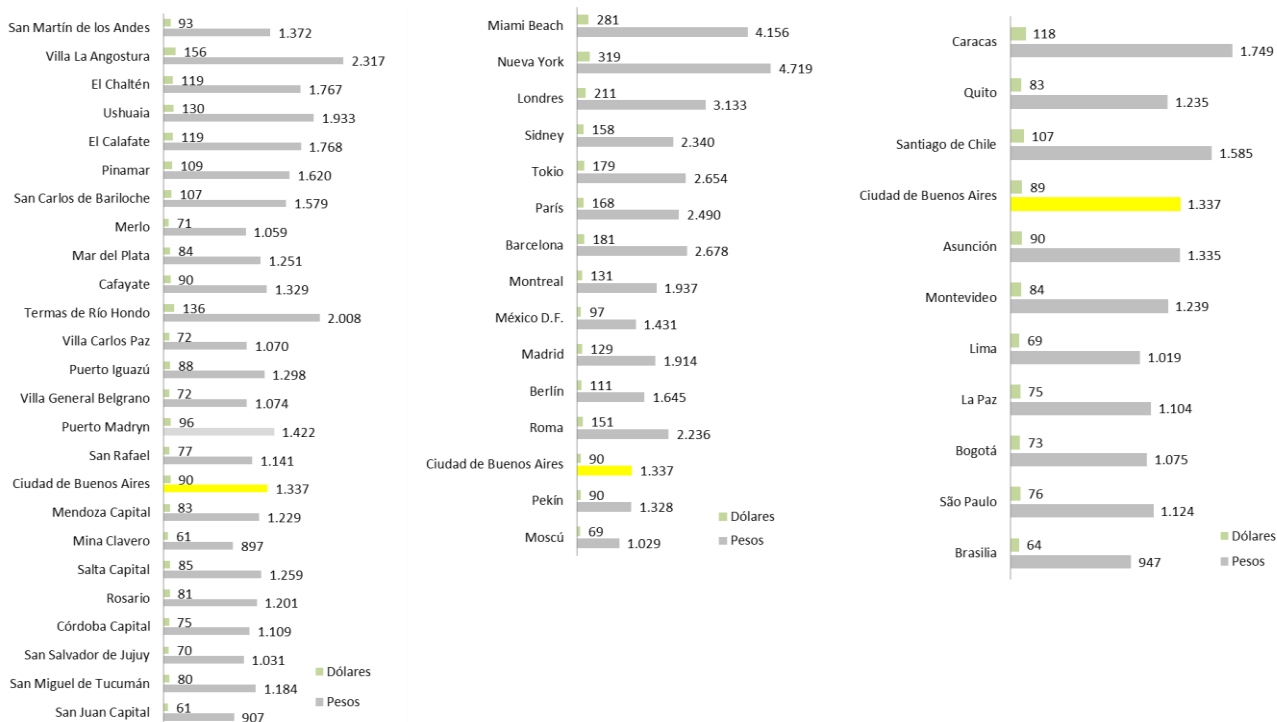 San Martín de los Andes 93 1.372
Villa La Angostura 156 2.317
El Chaltén 119 1.767
Ushuaia 130 1.933
El Calafate 119 1.768
Pinamar 109 1.620
San Carlos de Bariloche 107 1.579
Merlo 71 1.059
Mar del Plata 84 1.251
Cafayate 90 1.329
Termas de Río Hondo 136 2.008
Villa Carlos Paz 72 1.070
Puerto Iguazú 88 1.298
Villa General Belgrano 72 1.074
Puerto Madryn 96 1.422
San Rafael 77 1.141
Ciudad de Buenos Aires 90 1.337
Mendoza Capital 83 1.229
Mina Clavero 61 897
Salta Capital 85 1.259
Rosario 81 1.201
Córdoba Capital 75 1.109
San Salvador de Jujuy 70 1.031
San Miguel de Tucumán 80 1.184
San Juan Capital 61 907
Dólares
Pesos
Miami Beach 281 4.156
Nueva York 319 4.719
Londres 211 3.133
Sidney 158 2.340
Tokio 179 2.654
París 168 2.490
Barcelona 181 2.678
Montreal 131 1.937
México D.F. 97 1.431
Madrid 129 1.914
Berlín 111 1.645
Roma 151 2.236
Ciudad de Buenos Aires 90 1.337
Pekín 90 1.328
Moscú 69 1.029
Dólares
Pesos
Caracas 118 1.749
Quito 83 1.235
Santiago de Chile 107 1.585
Ciudad de Buenos Aires 89 1.337
Asunción 90 1.335
Montevideo 84 1.239
Lima 69 1.019
La Paz 75 1.104
Bogotá 73 1.075
São Paulo 76 1.124
Brasilia 64 947
Dólares
Pesos